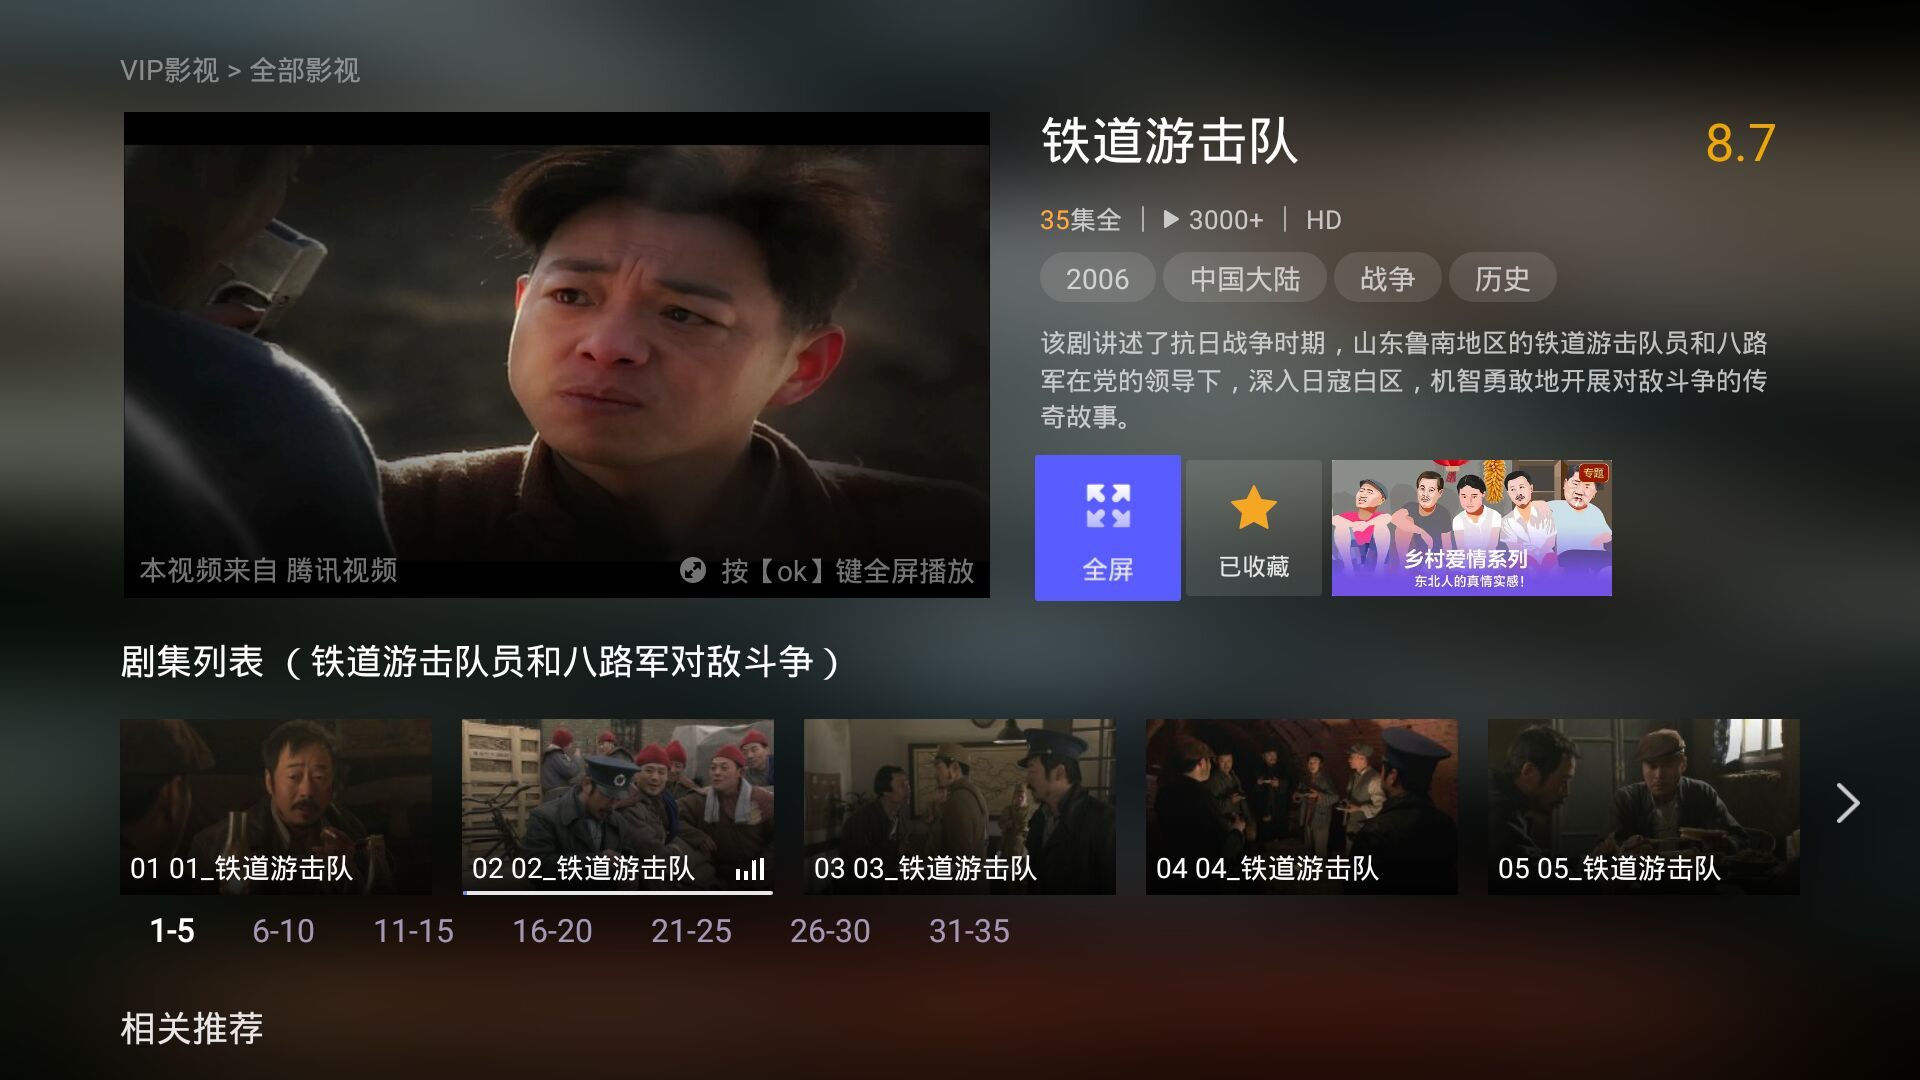 VIP影视 > 全部影视
铁道游击队
8.7
35集全 3000+ HD
2006 中国大陆 战争 历史
该剧讲述了抗日战争时期，山东鲁南地区的铁道游击队员和八路
军在党的领导下，深入日寇白区，机智勇敢地开展对敌斗争的传
奇故事。
本视频来自 腾讯视频
按【ok】键全屏播放
全屏
已收藏
专题
乡村爱情系列
东北人的真情实感！
剧集列表 （铁道游击队员和八路军对敌斗争）
01 01_铁道游击队
02 02_铁道游击队
03 03_铁道游击队
04 04_铁道游击队
05 05_铁道游击队
1-5 6-10 11-15 16-20 21-25 26-30 31-35
相关推荐